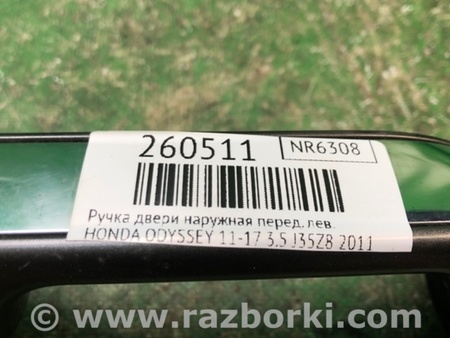 260511
NR6308
Ручка двери наружная перед. лев.
HONDA ODYSSEY 11-17 3.5 J35Z8 2011
www.razborki.com